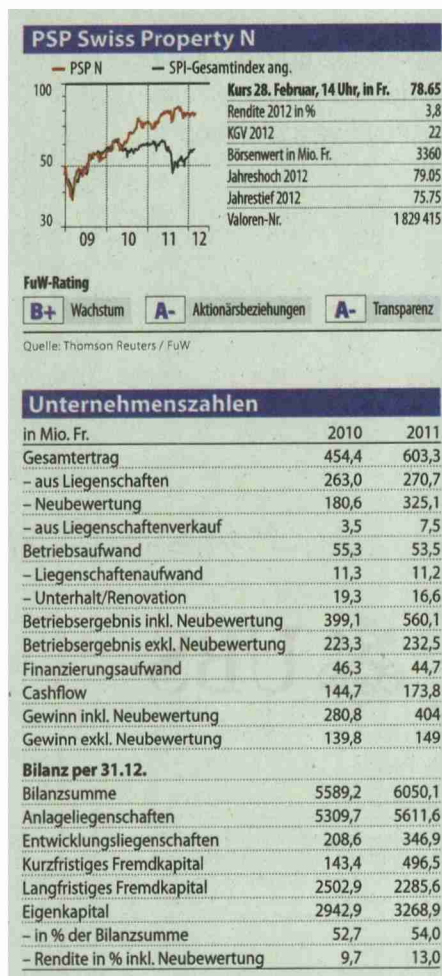 PSP Swiss Property N
PSP N SPI-Gesamtindex ang.
100
50
30
09 10 11 12
Kurs 28. Februar, 14 Uhr, in Fr. 78.65
Rendite 2012 in % 3,8
KGV 2012 22
Börsenwert in Mio. Fr. 3360
Jahreshoch 2012 79.05
Jahrestief 2012 75.75
Valoren-Nr. 1 829 415
FuW-Rating
B+ Wachstum A- Aktionärsbeziehungen A- Transparenz
Quelle: Thomson Reuters / FuW
Unternehmenszahlen
in Mio. Fr. 2010 2011
Gesamtertrag 454,4 603,3
– aus Liegenschaften 263,0 270,7
– Neubewertung 180,6 325,1
– aus Liegenschaftenverkauf 3,5 7,5
Betriebsaufwand 55,3 53,5
– Liegenschaftenaufwand 11,3 11,2
– Unterhalt/Renovation 19,3 16,6
Betriebsergebnis inkl. Neubewertung 399,1 560,1
Betriebsergebnis exkl. Neubewertung 223,3 232,5
Finanzierungsaufwand 46,3 44,7
Cashflow 144,7 173,8
Gewinn inkl. Neubewertung 280,8 404
Gewinn exkl. Neubewertung 139,8 149
Bilanz per 31.12.
Bilanzsumme 5589,2 6050,1
Anlageliegenschaften 5309,7 5611,6
Entwicklungsliegenschaften 208,6 346,9
Kurzfristiges Fremdkapital 143,4 496,5
Langfristiges Fremdkapital 2502,9 2285,6
Eigenkapital 2942,9 3268,9
– in % der Bilanzsumme 52,7 54,0
– Rendite in % inkl. Neubewertung 9,7 13,0